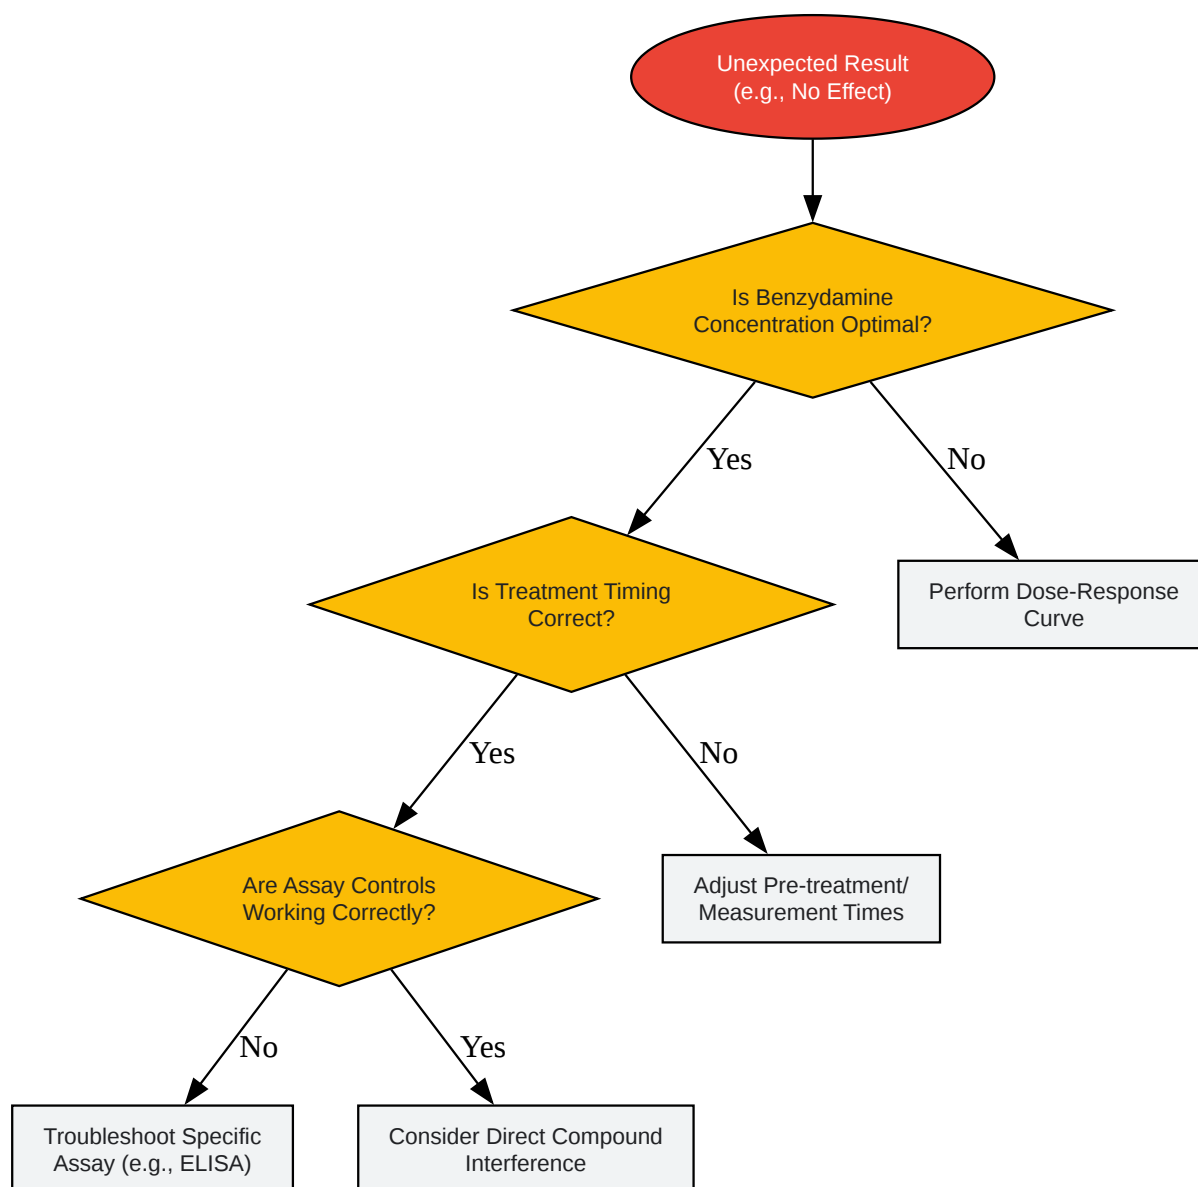 Unexpected Result
(e.g., No Effect)
Is Benzydamine
Concentration Optimal?
Yes
No
Is Treatment Timing
Correct?
Perform Dose-Response
Curve
Yes
No
Are Assay Controls
Working Correctly?
Adjust Pre-treatment/
Measurement Times
No
Yes
Troubleshoot Specific
Assay (e.g., ELISA)
Consider Direct Compound
Interference